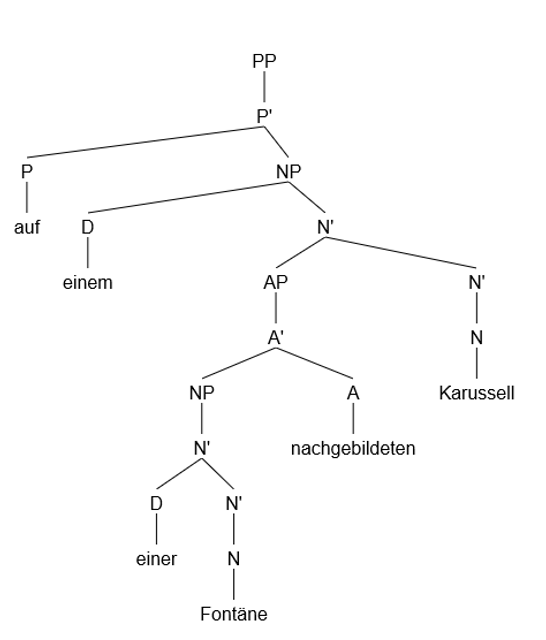 PP
P'
P NP
auf D N'
einem AP N'
A' N
NP A Karussell
N' nachgebildeten
D N'
einer N
Fontäne